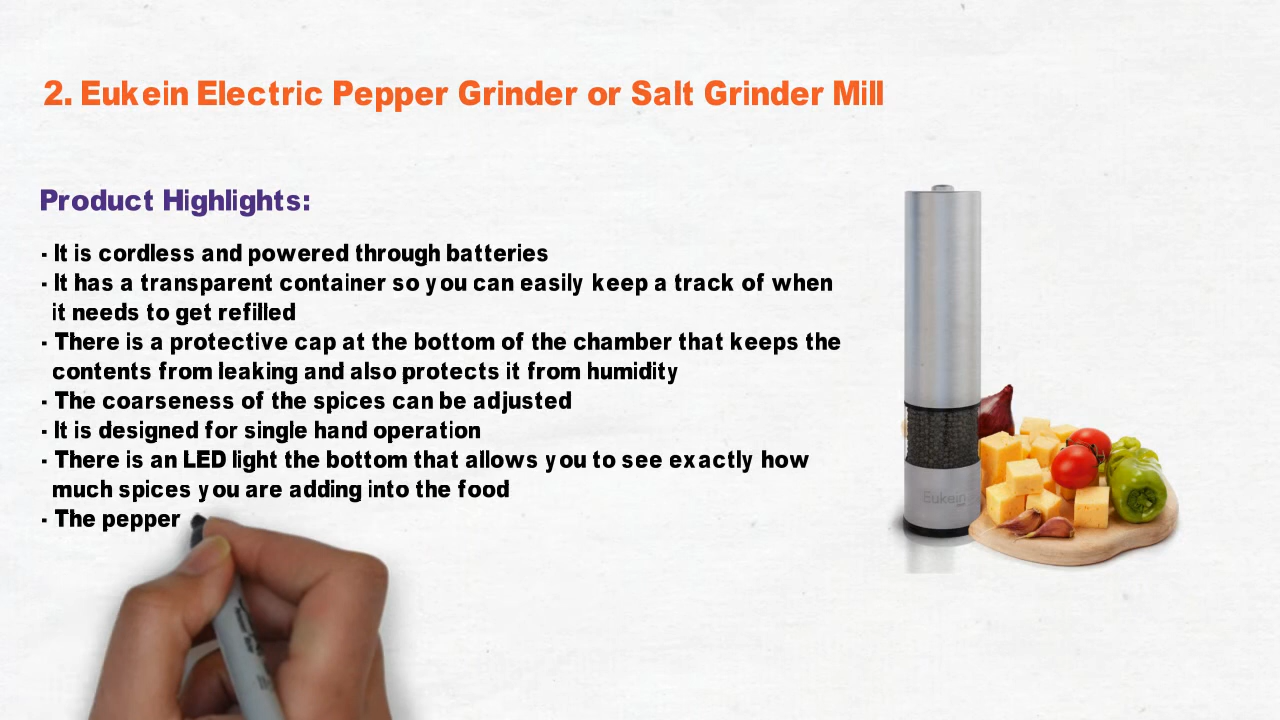 2. Eukein Electric Pepper Grinder or Salt Grinder Mill
Product Highlights:
- It is cordless and powered through batteries
- It has a transparent container so you can easily keep a track of when
it needs to get refilled
- There is a protective cap at the bottom of the chamber that keeps the
contents from leaking and also protects it from humidity
- The coarseness of the spices can be adjusted
- It is designed for single hand operation
- There is an LED light the bottom that allows you to see exactly how
much spices you are adding into the food
- The pepper
Eukein